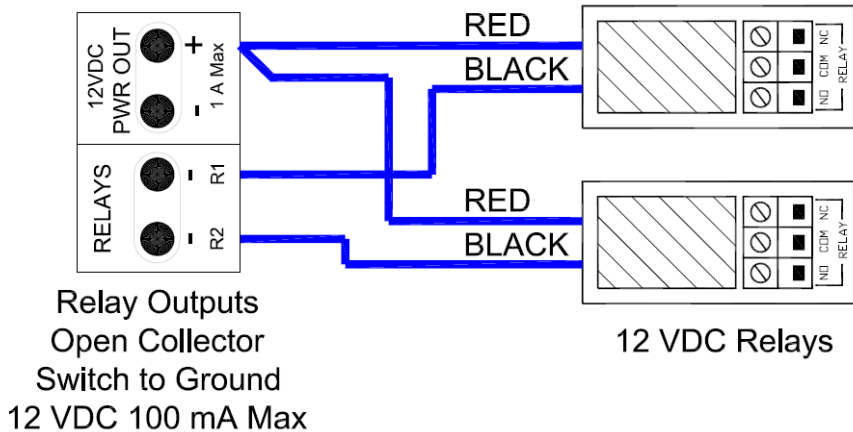 12VDC
PWR OUT
+
-
1 A Max
RELAYS
-
R1
-
R2
RED
BLACK
RED
BLACK
NC
COM
NO
RELAY
NC
COM
NO
RELAY
Relay Outputs
Open Collector
Switch to Ground
12 VDC 100 mA Max
12 VDC Relays